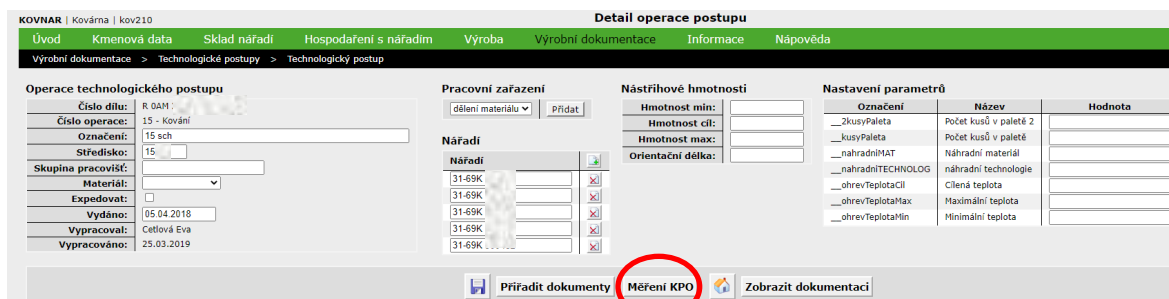 KOVNAR | Kovárna | kov210
Detail operace postupu
Úvod Kmenová data Sklad nářadí Hospodaření s nářadím Výroba Výrobní dokumentace Informace Nápověda
Výrobní dokumentace > Technologické postupy > Technologický postup
Operace technologického postupu
Číslo dílu: R 0AM
Číslo operace: 15 - Kování
Označení: 15 sch
Středisko: 15
Skupina pracovišť:
Materiál:
Expedovat:
Vydáno: 05.04.2018
Vypracoval: Cetlová Eva
Vypracováno: 25.03.2019
Pracovní zařazení
dělení materiálu Přidat
Nářadí
Nářadí
31-69K
31-69K
31-69K
31-69K
31-69K
Nástřihové hmotnosti
Hmotnost min:
Hmotnost cíl:
Hmotnost max:
Orientační délka:
Nastavení parametrů
Označení Název Hodnota
__2kusyPaleta Počet kusů v paletě 2
__kusyPaleta Počet kusů v paletě
__nahradniMAT Náhradní materiál
__nahradniTECHNOLOG náhradní technologie
__ohrevTeplotaCil Cílená teplota
__ohrevTeplotaMax Maximální teplota
__ohrevTeplotaMin Minimální teplota
Přiřadit dokumenty Měření KPO Zobrazit dokumentaci